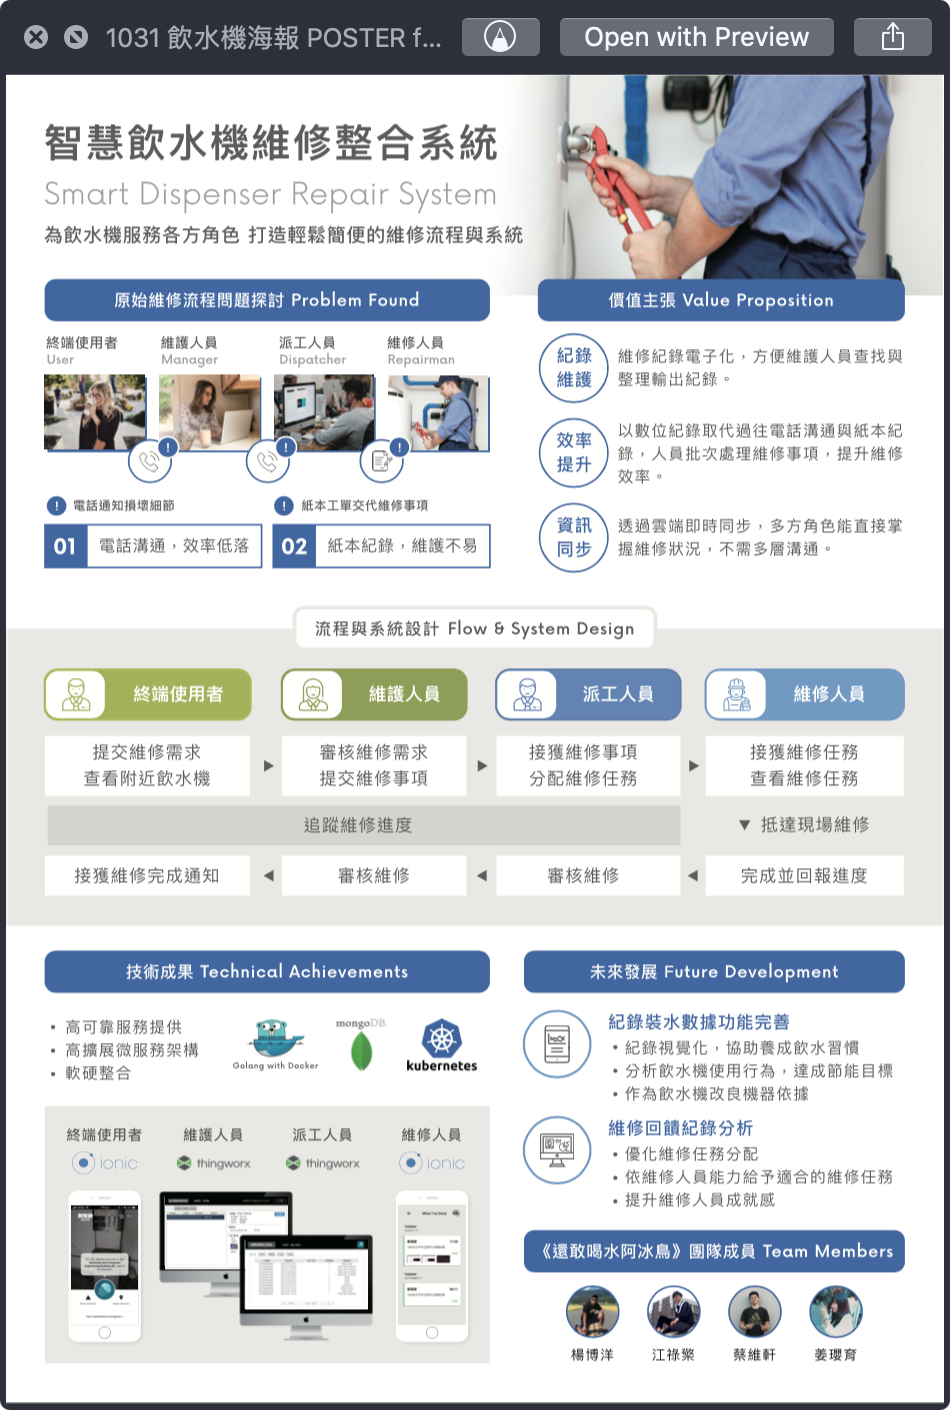 1031 飲水機海報 POSTER f...
Open with Preview
智慧飲水機維修整合系統
Smart Dispenser Repair System
為飲水機服務各方角色 打造輕鬆簡便的維修流程與系統
原始維修流程問題探討 Problem Found
終端使用者
User
維護人員
Manager
派工人員
Dispatcher
維修人員
Repairman
! 電話通知損壞細節
! 紙本工單交代維修事項
01 電話溝通，效率低落
02 紙本紀錄，維護不易
價值主張 Value Proposition
紀錄
維護
維修紀錄電子化，方便維護人員查找與
整理輸出紀錄。
效率
提升
以數位紀錄取代過往電話溝通與紙本紀
錄，人員批次處理維修事項，提升維修
效率。
資訊
同步
透過雲端即時同步，多方角色能直接掌
握維修狀況，不需多層溝通。
流程與系統設計 Flow & System Design
終端使用者
維護人員
派工人員
維修人員
提交維修需求
查看附近飲水機
審核維修需求
提交維修事項
接獲維修事項
分配維修任務
接獲維修任務
查看維修任務
追蹤維修進度
▼ 抵達現場維修
接獲維修完成通知
審核維修
審核維修
完成並回報進度
技術成果 Technical Achievements
• 高可靠服務提供
• 高擴展微服務架構
• 軟硬整合
Golang with Docker
mongoDB
kubernetes
終端使用者
ionic
維護人員
thingworx
派工人員
thingworx
維修人員
ionic
未來發展 Future Development
紀錄裝水數據功能完善
• 紀錄視覺化，協助養成飲水習慣
• 分析飲水機使用行為，達成節能目標
• 作為飲水機改良機器依據
維修回饋紀錄分析
• 優化維修任務分配
• 依維修人員能力給予適合的維修任務
• 提升維修人員成就感
《還敢喝水阿冰鳥》團隊成員 Team Members
楊博洋
江祿榮
蔡維軒
姜瓔育